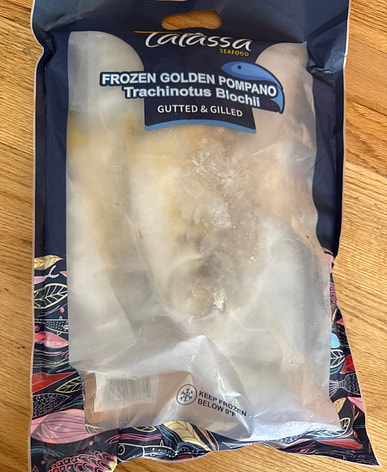 Talassa
SEAFOOD
FROZEN GOLDEN POMPANO
Trachinotus Blochii
GUTTED & GILLED
KEEP FROZEN
BELOW 0°F